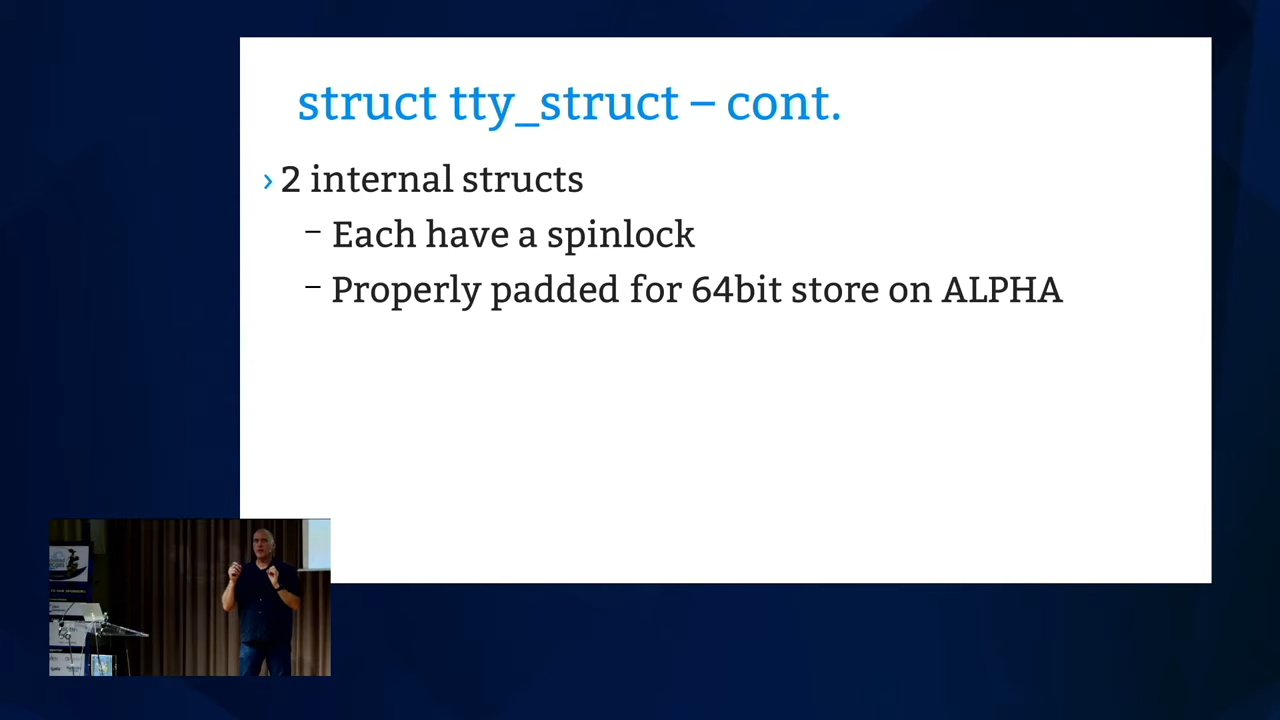 struct tty_struct – cont.
› 2 internal structs
– Each have a spinlock
– Properly padded for 64bit store on ALPHA